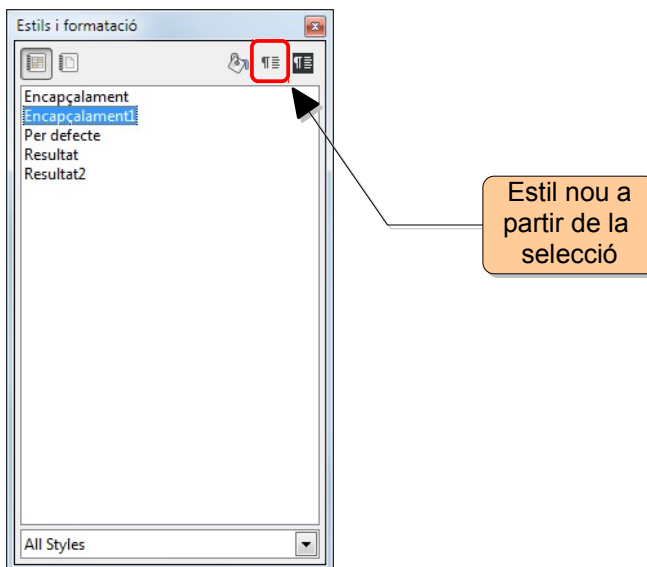 Estils i formatació
Encapçalament
Encapçalament1
Per defecte
Resultat
Resultat2
Estil nou a
partir de la
selecció
All Styles